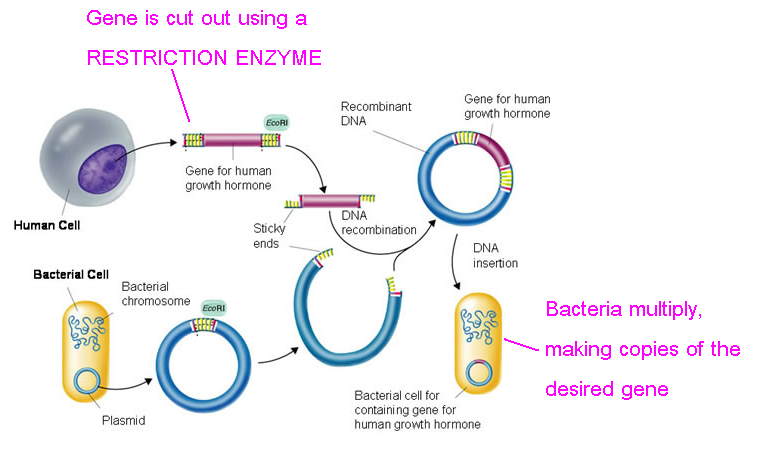 Gene is cut out using a
RESTRICTION ENZYME
EcoRI
Gene for human
growth hormone
Recombinant
DNA
Gene for human
growth hormone
Human Cell
Sticky
ends
DNA
recombination
DNA
insertion
Bacterial Cell
Bacterial
chromosome
EcoRI
Plasmid
Bacteria multiply,
making copies of the
desired gene
Bacterial cell for
containing gene for
human growth hormone